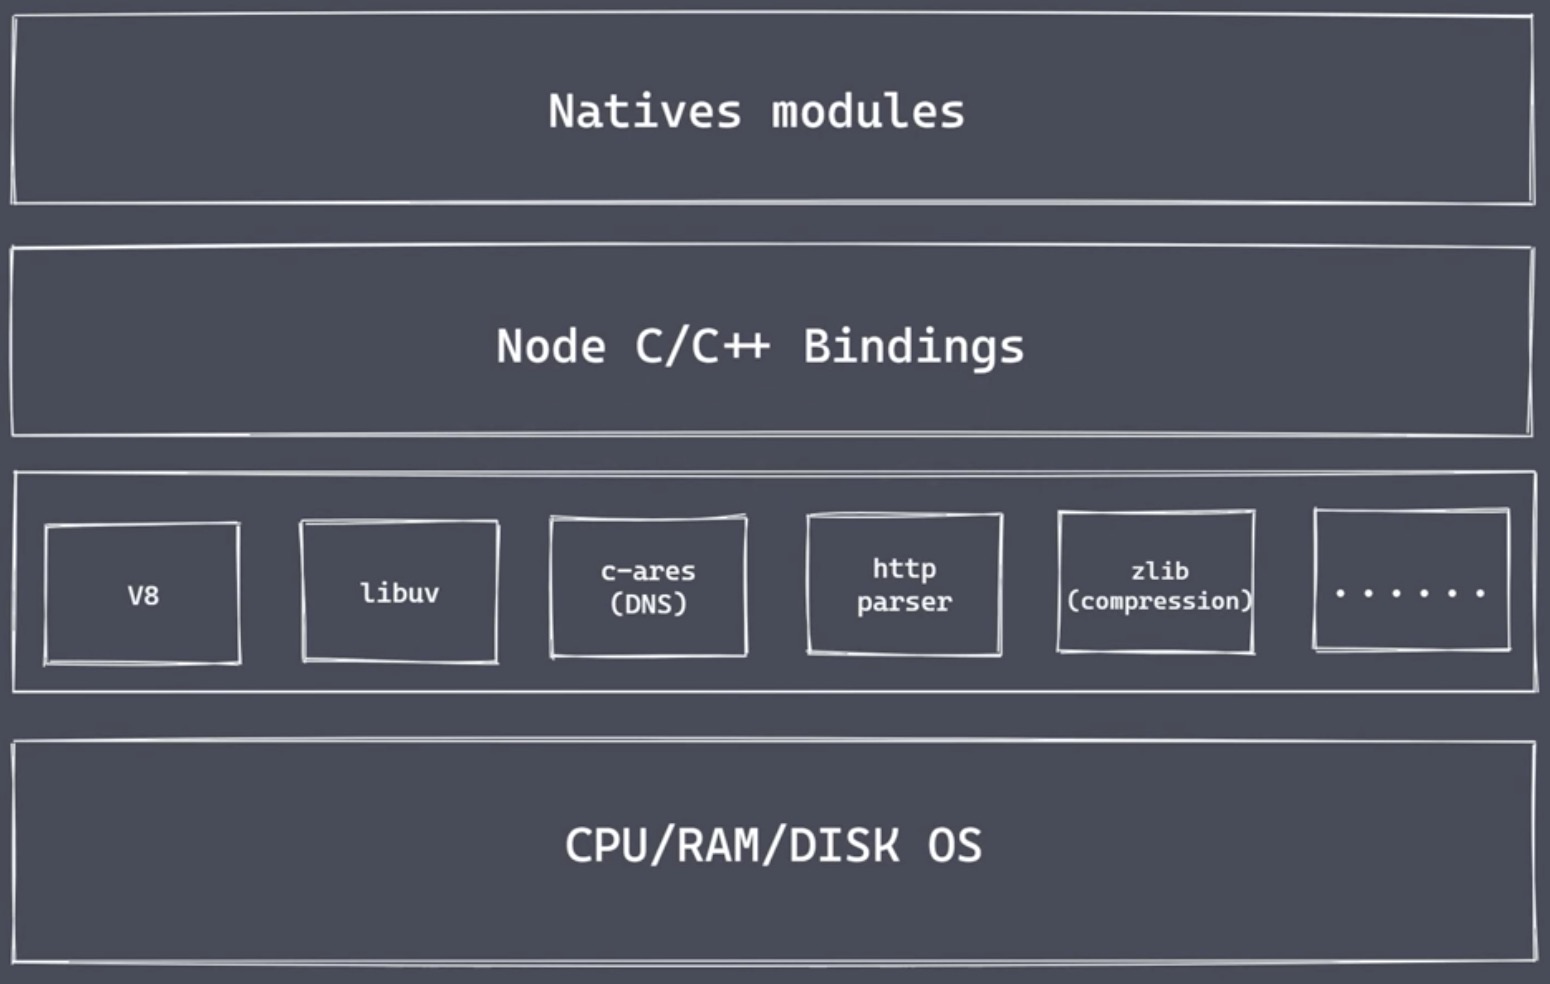 Natives modules
Node C/C++ Bindings
V8
libuv
c-ares
(DNS)
http
parser
zlib
(compression)
......
CPU/RAM/DISK OS